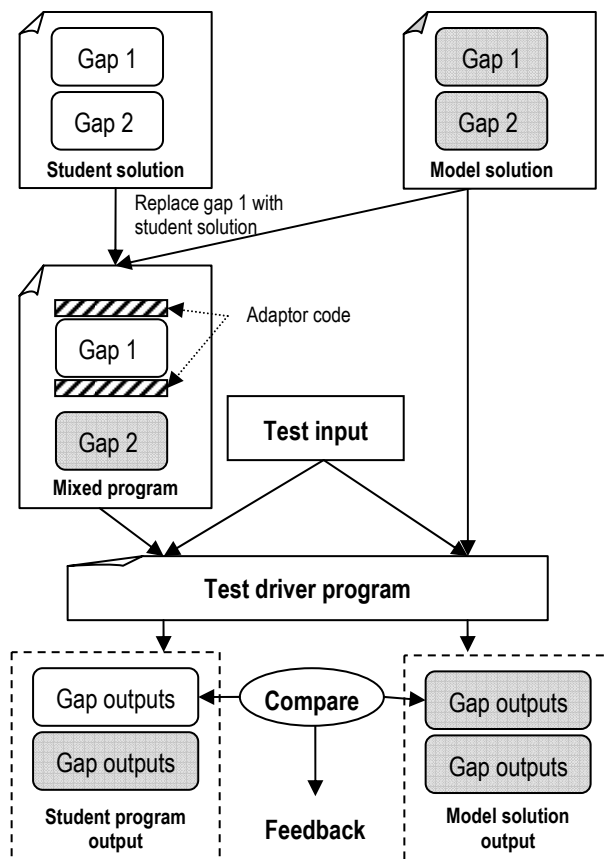 Gap 1
Gap 2
Student solution
Gap 1
Gap 2
Model solution
Replace gap 1 with
student solution
Adaptor code
Gap 1
Gap 2
Mixed program
Test input
Test driver program
Gap outputs
Gap outputs
Student program
output
Compare
Feedback
Gap outputs
Gap outputs
Model solution
output